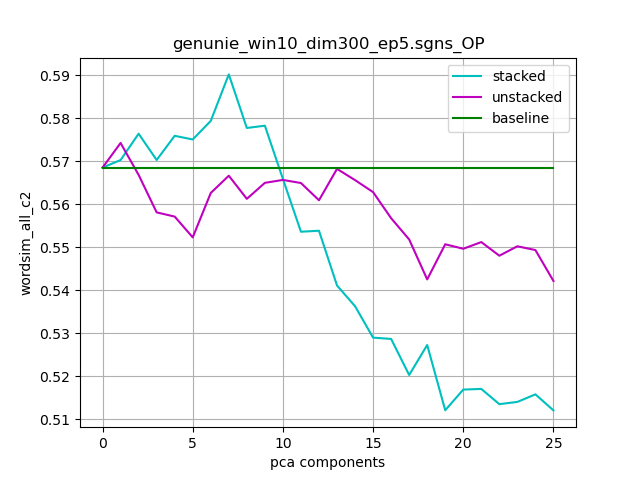 genunie_win10_dim300_ep5.sgns_OP
stacked
unstacked
baseline
wordsim_all_c2
0.59
0.58
0.57
0.56
0.55
0.54
0.53
0.52
0.51
0 5 10 15 20 25
pca components